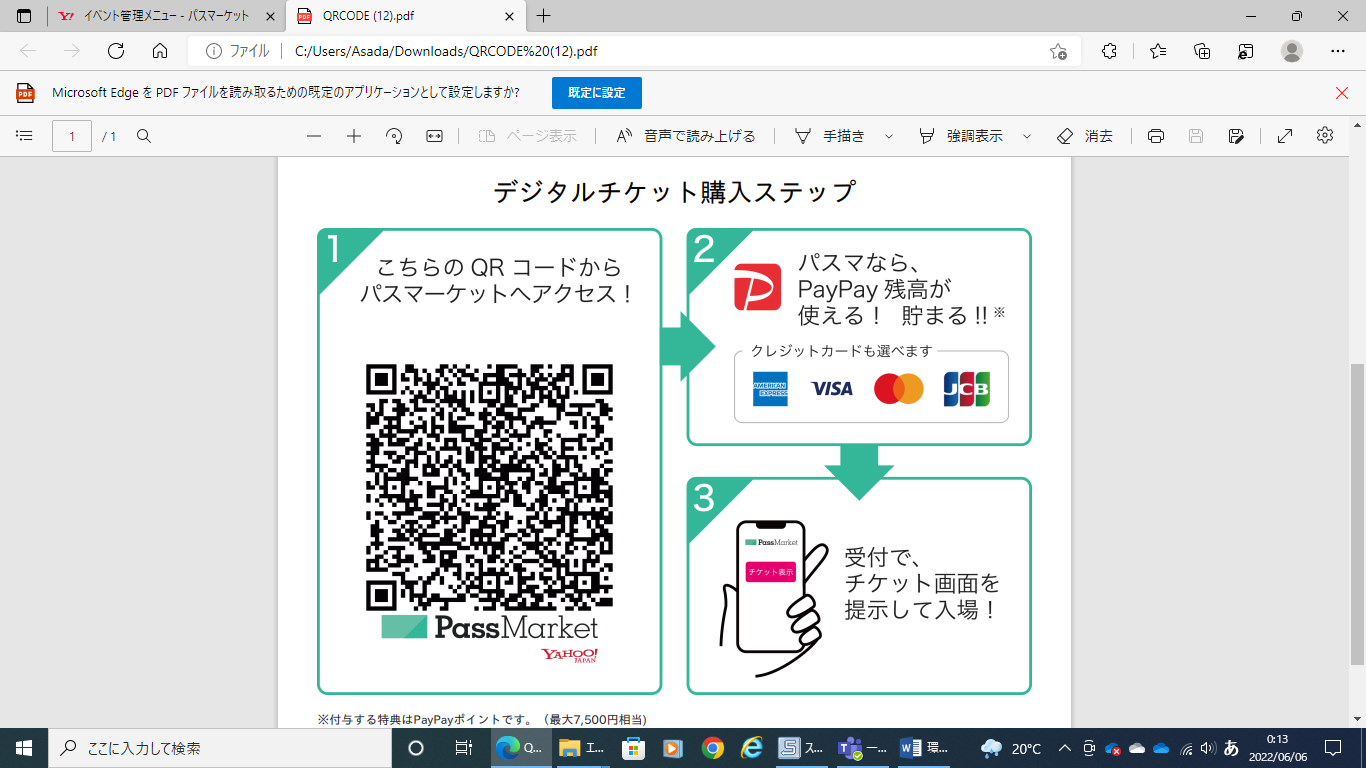 イベント管理メニュー - パスマーケット
QRCODE (12).pdf
ファイル
C:/Users/Asada/Downloads/QRCODE%20(12).pdf
Microsoft Edge を PDF ファイルを読み取るための既定のアプリケーションとして設定しますか?
既定に設定
1
/ 1
ページ表示
音声で読み上げる
手描き
強調表示
消去
デジタルチケット購入ステップ
1
こちらの QR コードから
パスマーケットへアクセス！
PassMarket
YAHOO!
JAPAN
2
パスマなら、
PayPay 残高が
使える！ 貯まる !! ※
クレジットカードも選べます
AMERICAN
EXPRESS
VISA
JCB
3
PassMarket
チケット表示
受付で、
チケット画面を
提示して入場！
※付与する特典はPayPayポイントです。（最大7,500円相当)
ここに入力して検索
Q...
エ...
ス...
一...
環...
20°C
あ
0:13
2022/06/06